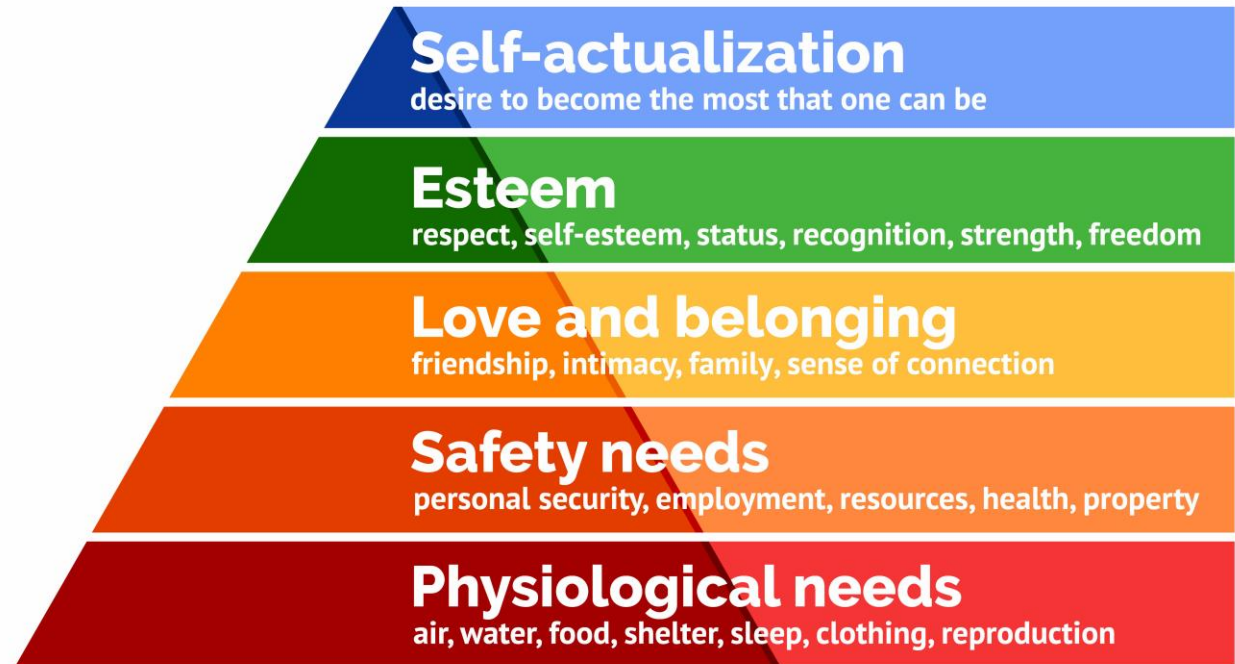 Self-actualization
desire to become the most that one can be
Esteem
respect, self-esteem, status, recognition, strength, freedom
Love and belonging
friendship, intimacy, family, sense of connection
Safety needs
personal security, employment, resources, health, property
Physiological needs
air, water, food, shelter, sleep, clothing, reproduction